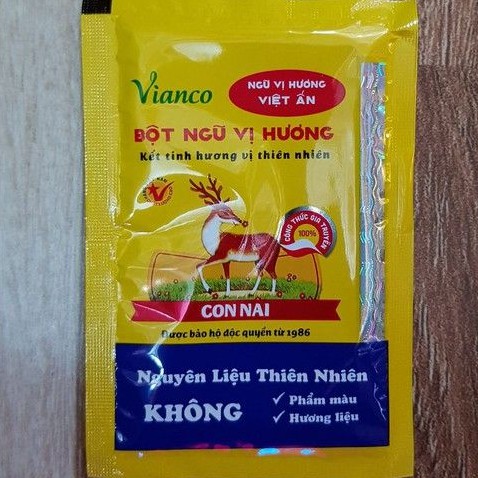 Vianco
NGŨ VỊ HƯƠNG
VIỆT ẤN
BỘT NGŨ VỊ HƯƠNG
Kết tinh hương vị thiên nhiên
CÔNG THỨC GIA TRUYỀN
100%
CON NAI
Được bảo hộ độc quyền từ 1986
Nguyên Liệu Thiên Nhiên
KHÔNG
✓ Phẩm màu
✓ Hương liệu